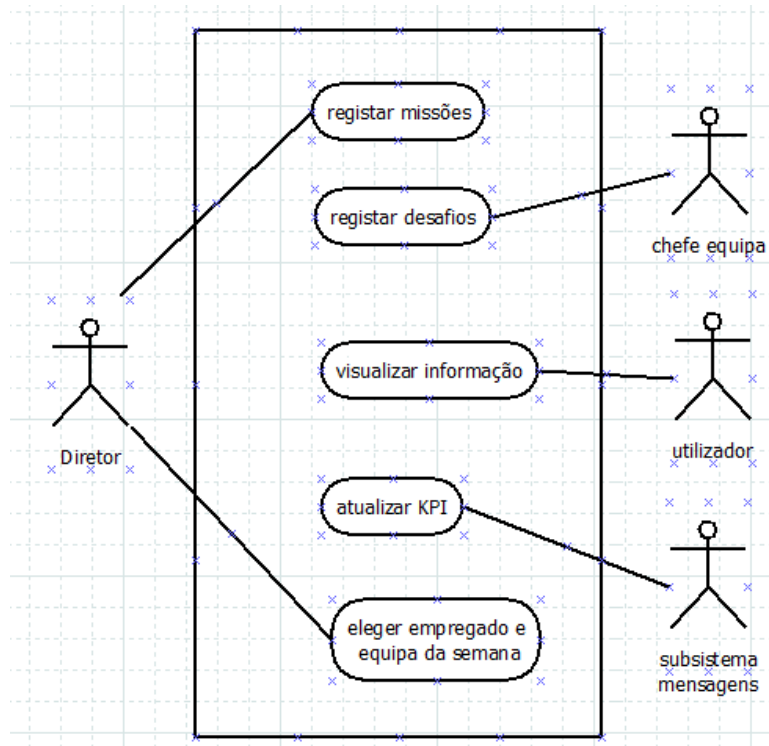 registar missões
registar desafios
chefe equipa
visualizar informação
utilizador
Diretor
atualizar KPI
eleger empregado e
equipa da semana
subsistema
mensagens